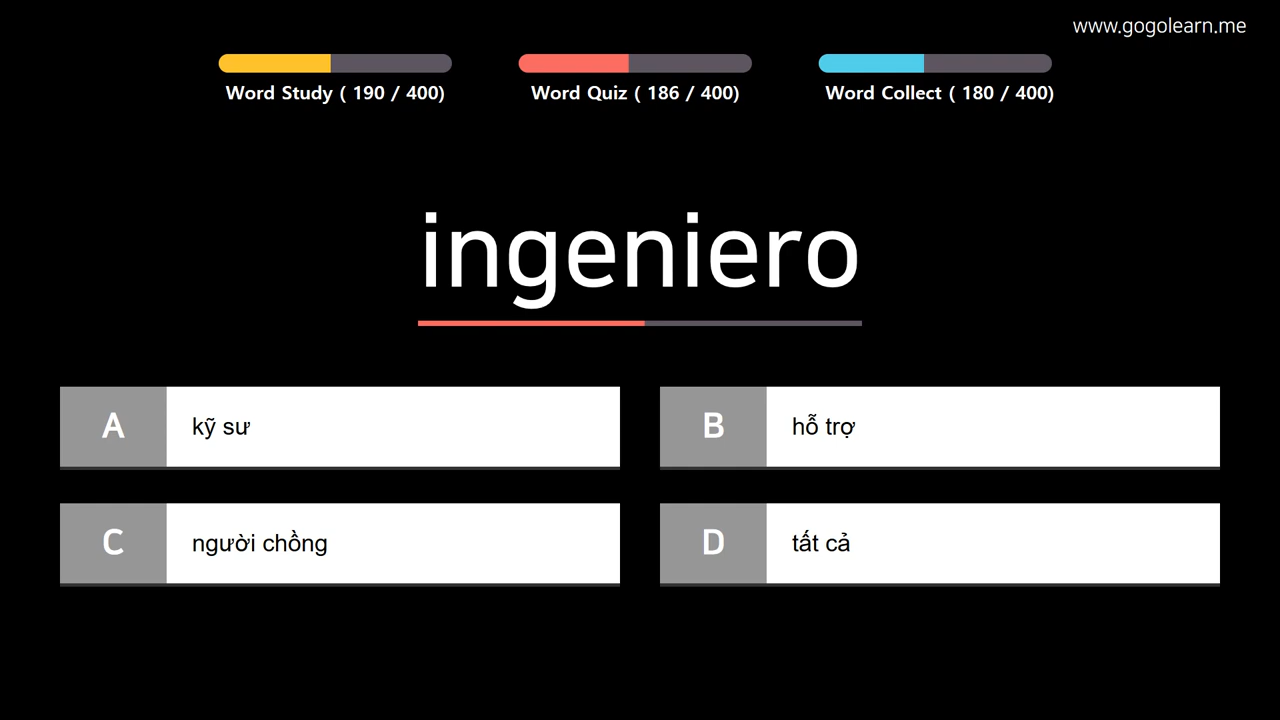 www.gogolearn.me
Word Study ( 190 / 400)
Word Quiz ( 186 / 400)
Word Collect ( 180 / 400)
ingeniero
A
kỹ sư
B
hỗ trợ
C
người chồng
D
tất cả